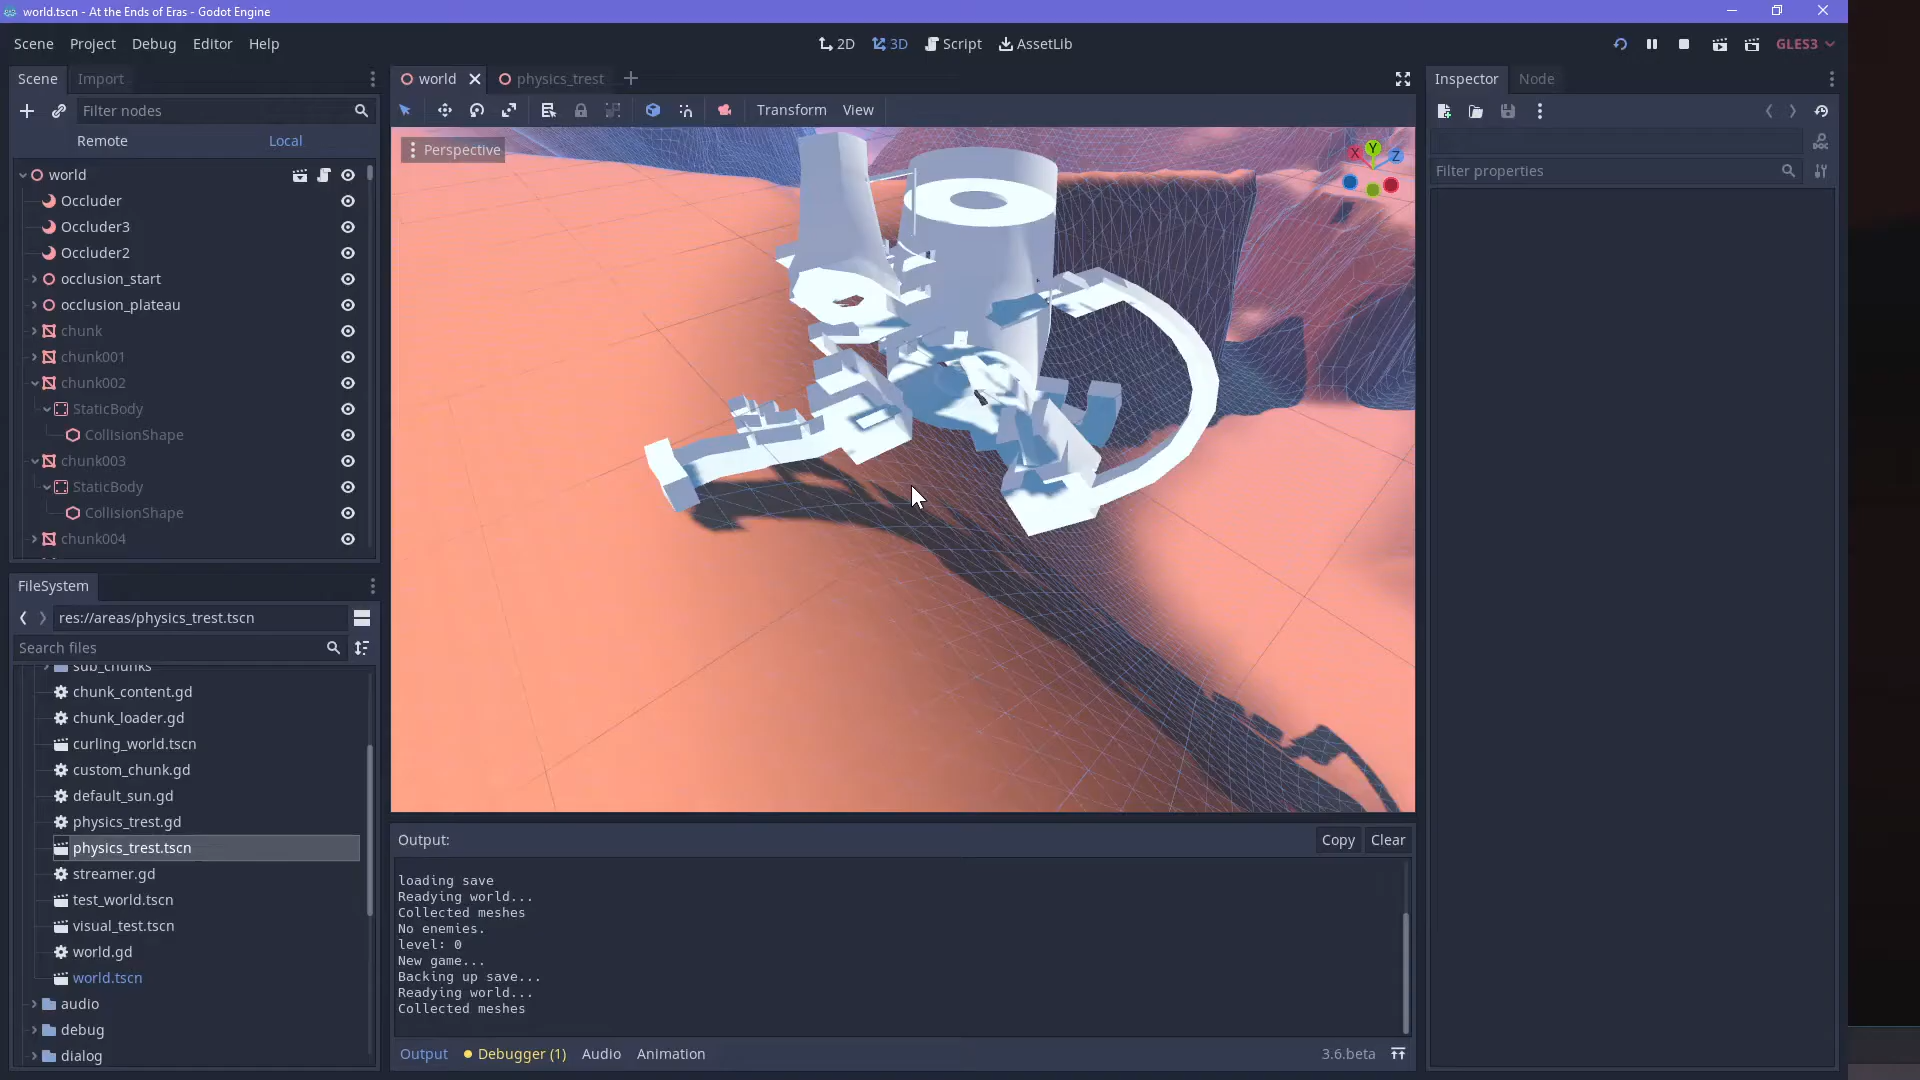 world.tscn - At the Ends of Eras - Godot Engine
Scene Project Debug Editor Help
2D 3D Script AssetLib
GLES3
Scene Import
Filter nodes
Remote Local
world
Occluder
Occluder3
Occluder2
occlusion_start
occlusion_plateau
chunk
chunk001
chunk002
StaticBody
CollisionShape
chunk003
StaticBody
CollisionShape
chunk004
FileSystem
res://areas/physics_trest.tscn
Search files
sub_chunks
chunk_content.gd
chunk_loader.gd
curling_world.tscn
custom_chunk.gd
default_sun.gd
physics_trest.gd
physics_trest.tscn
streamer.gd
test_world.tscn
visual_test.tscn
world.gd
world.tscn
audio
debug
dialog
world physics_trest
Transform View
Perspective
X Y Z
Output:
Copy Clear
loading save
Readying world...
Collected meshes
No enemies.
level: 0
New game...
Backing up save...
Readying world...
Collected meshes
Output Debugger (1) Audio Animation
3.6.beta
Inspector Node
DOC
Filter properties